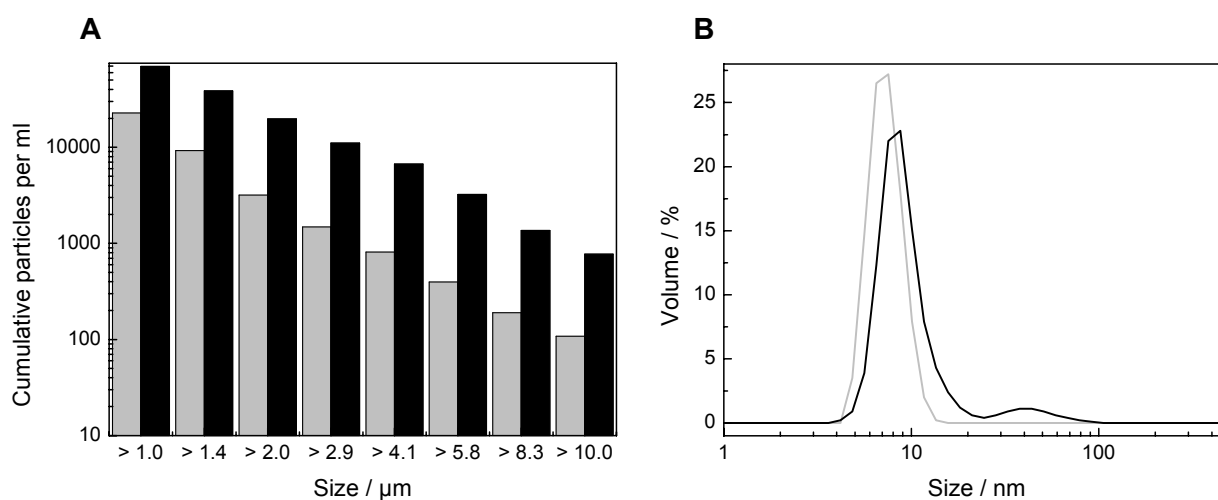 A
Cumulative particles per ml
10000
1000
100
10
> 1.0 > 1.4 > 2.0 > 2.9 > 4.1 > 5.8 > 8.3 > 10.0
Size / µm
B
Volume / %
25
20
15
10
5
0
1 10 100
Size / nm